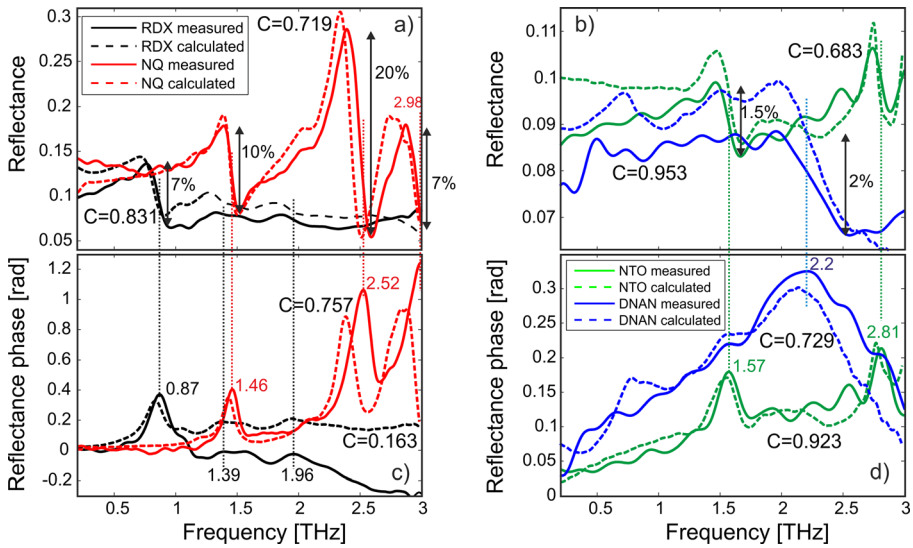 0.3
0.25
0.2
0.15
0.1
0.05
Reflectance
RDX measured
RDX calculated
NQ measured
NQ calculated
C=0.719
a)
20%
2.98
10%
7%
7%
C=0.831
b)
0.11
0.1
0.09
0.08
0.07
Reflectance
C=0.683
1.5%
C=0.953
2%
1.2
1
0.8
0.6
0.4
0.2
0
-0.2
Reflectance phase [rad]
2.52
C=0.757
0.87
1.46
C=0.163
1.39
1.96
c)
0.5
1
1.5
2
2.5
3
Frequency [THz]
0.3
0.25
0.2
0.15
0.1
0.05
0
Reflectance phase [rad]
NTO measured
NTO calculated
DNAN measured
DNAN calculated
2.2
2.81
C=0.729
1.57
C=0.923
d)
0.5
1
1.5
2
2.5
3
Frequency [THz]